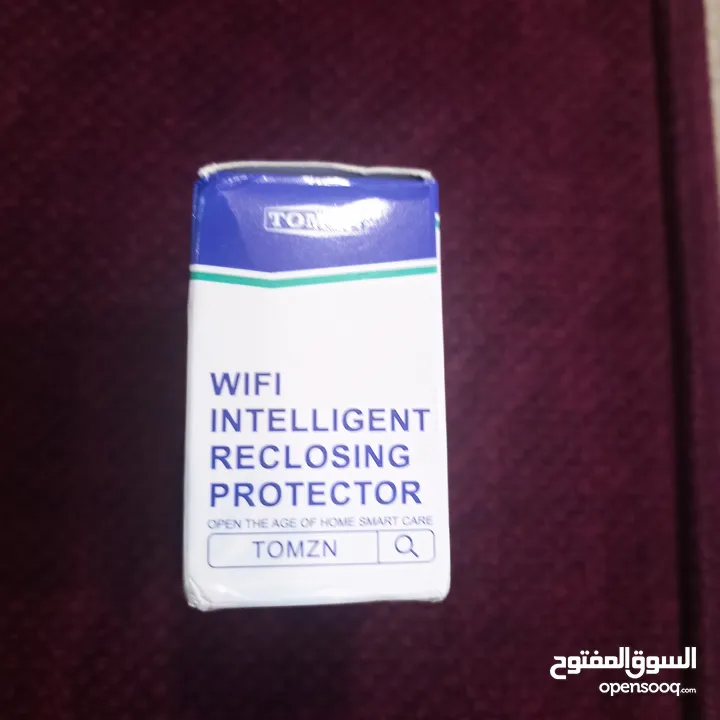 WIFI
INTELLIGENT
RECLOSING
PROTECTOR
OPEN THE AGE OF HOME SMART CARE
TOMZN
السوق المفتوح
opensooq.com